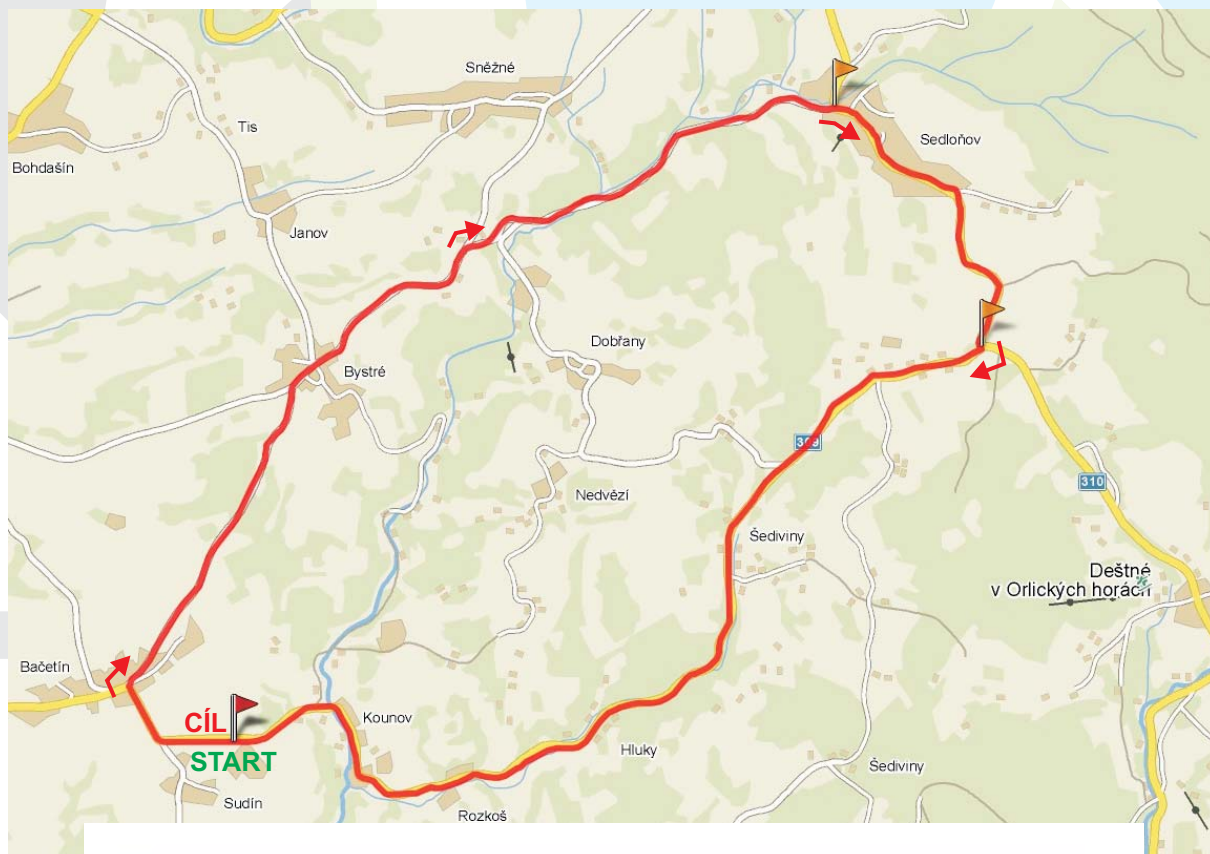 Sněžné
Tis
Sedloňov
Bohdašín
Janov
Dobřany
Bystré
309
310
Nedvězí
Šediviny
Deštné
v Orlických horách
Bačetín
CÍL
Kounov
START
Hluky
Šediviny
Sudín
Rozkoš